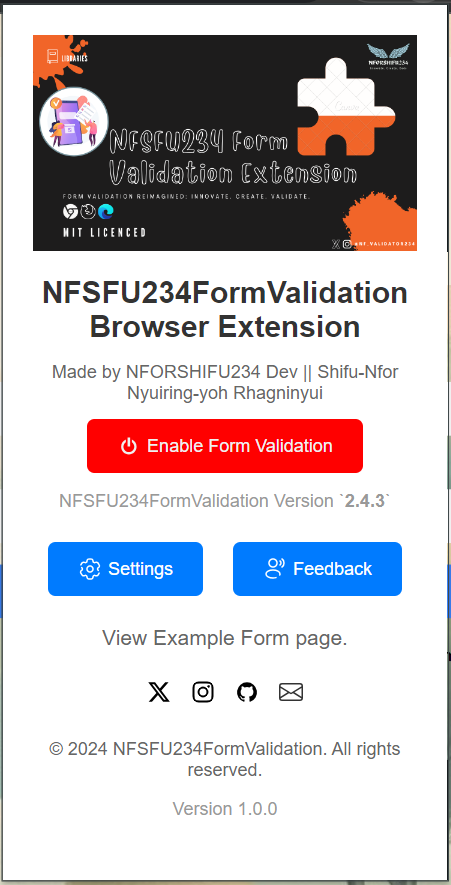 LIBRARIES
NFORSHIFU234
NFSFU234 Form
Validation Extension
FORM VALIDATION REIMAGINED: INNOVATE. CREATE. VALIDATE.
MIT LICENCED
@NF_VALIDATOR234
NFSFU234FormValidation
Browser Extension
Made by NFORSHIFU234 Dev || Shifu-Nfor
Nyuiring-yoh Rhagninyui
Enable Form Validation
NFSFU234FormValidation Version `2.4.3`
Settings
Feedback
View Example Form page.
© 2024 NFSFU234FormValidation. All rights
reserved.
Version 1.0.0